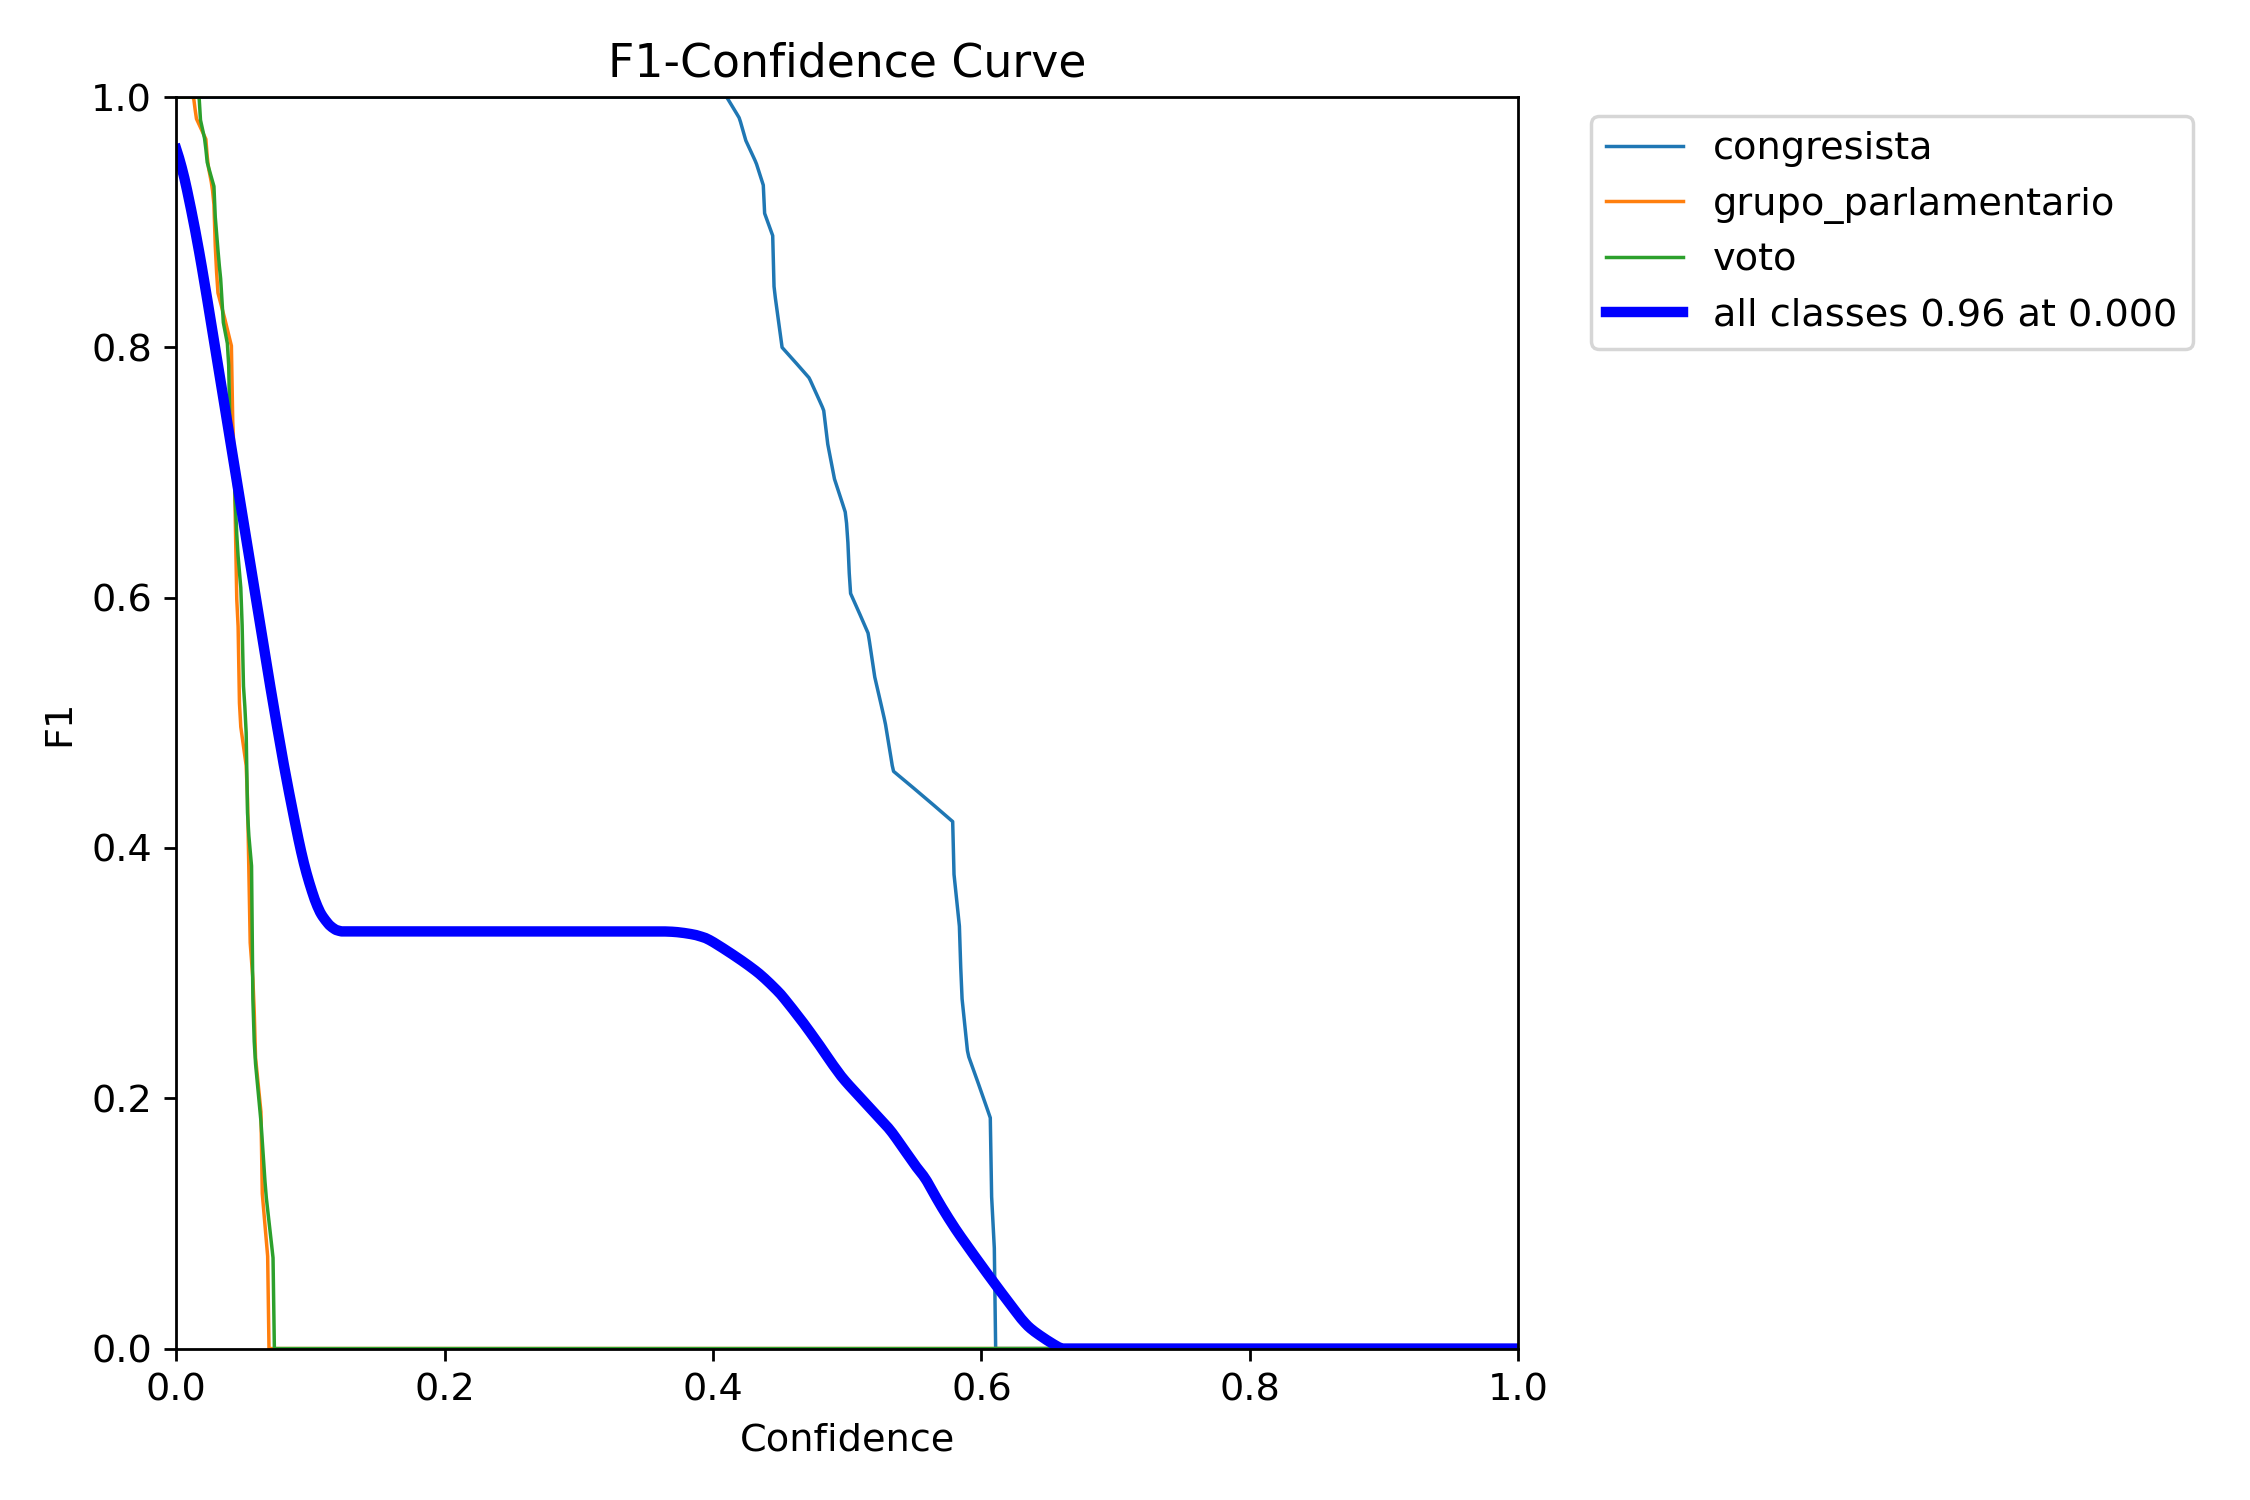 F1-Confidence Curve
1.0
0.8
0.6
0.4
0.2
0.0
F1
0.0 0.2 0.4 0.6 0.8 1.0
Confidence
congresista
grupo_parlamentario
voto
all classes 0.96 at 0.000